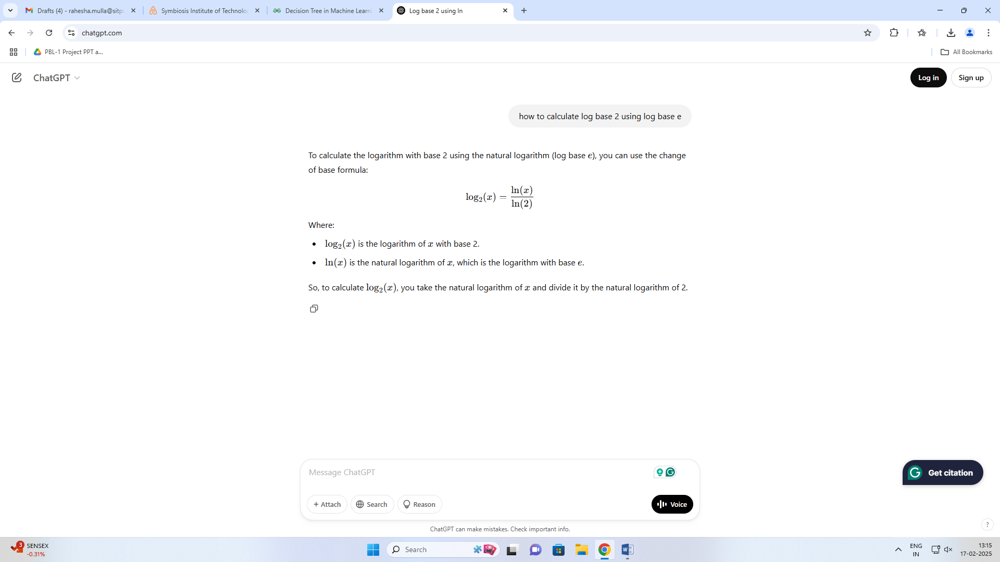 Drafts (4) - rahesha.mulla@sitpu
Symbiosis Institute of Technolo
Decision Tree in Machine Learni
Log base 2 using ln
chatgpt.com
PBL-1 Project PPT a...
All Bookmarks
ChatGPT
Log in
Sign up
how to calculate log base 2 using log base e
To calculate the logarithm with base 2 using the natural logarithm (log base e), you can use the change
of base formula:
log₂(x) = ln(x) / ln(2)
Where:
• log₂(x) is the logarithm of x with base 2.
• ln(x) is the natural logarithm of x, which is the logarithm with base e.
So, to calculate log₂(x), you take the natural logarithm of x and divide it by the natural logarithm of 2.
Message ChatGPT
Get citation
+ Attach
Search
Reason
Voice
ChatGPT can make mistakes. Check important info.
?
3
SENSEX
-0.31%
Search
ENG
IN
13:15
17-02-2025